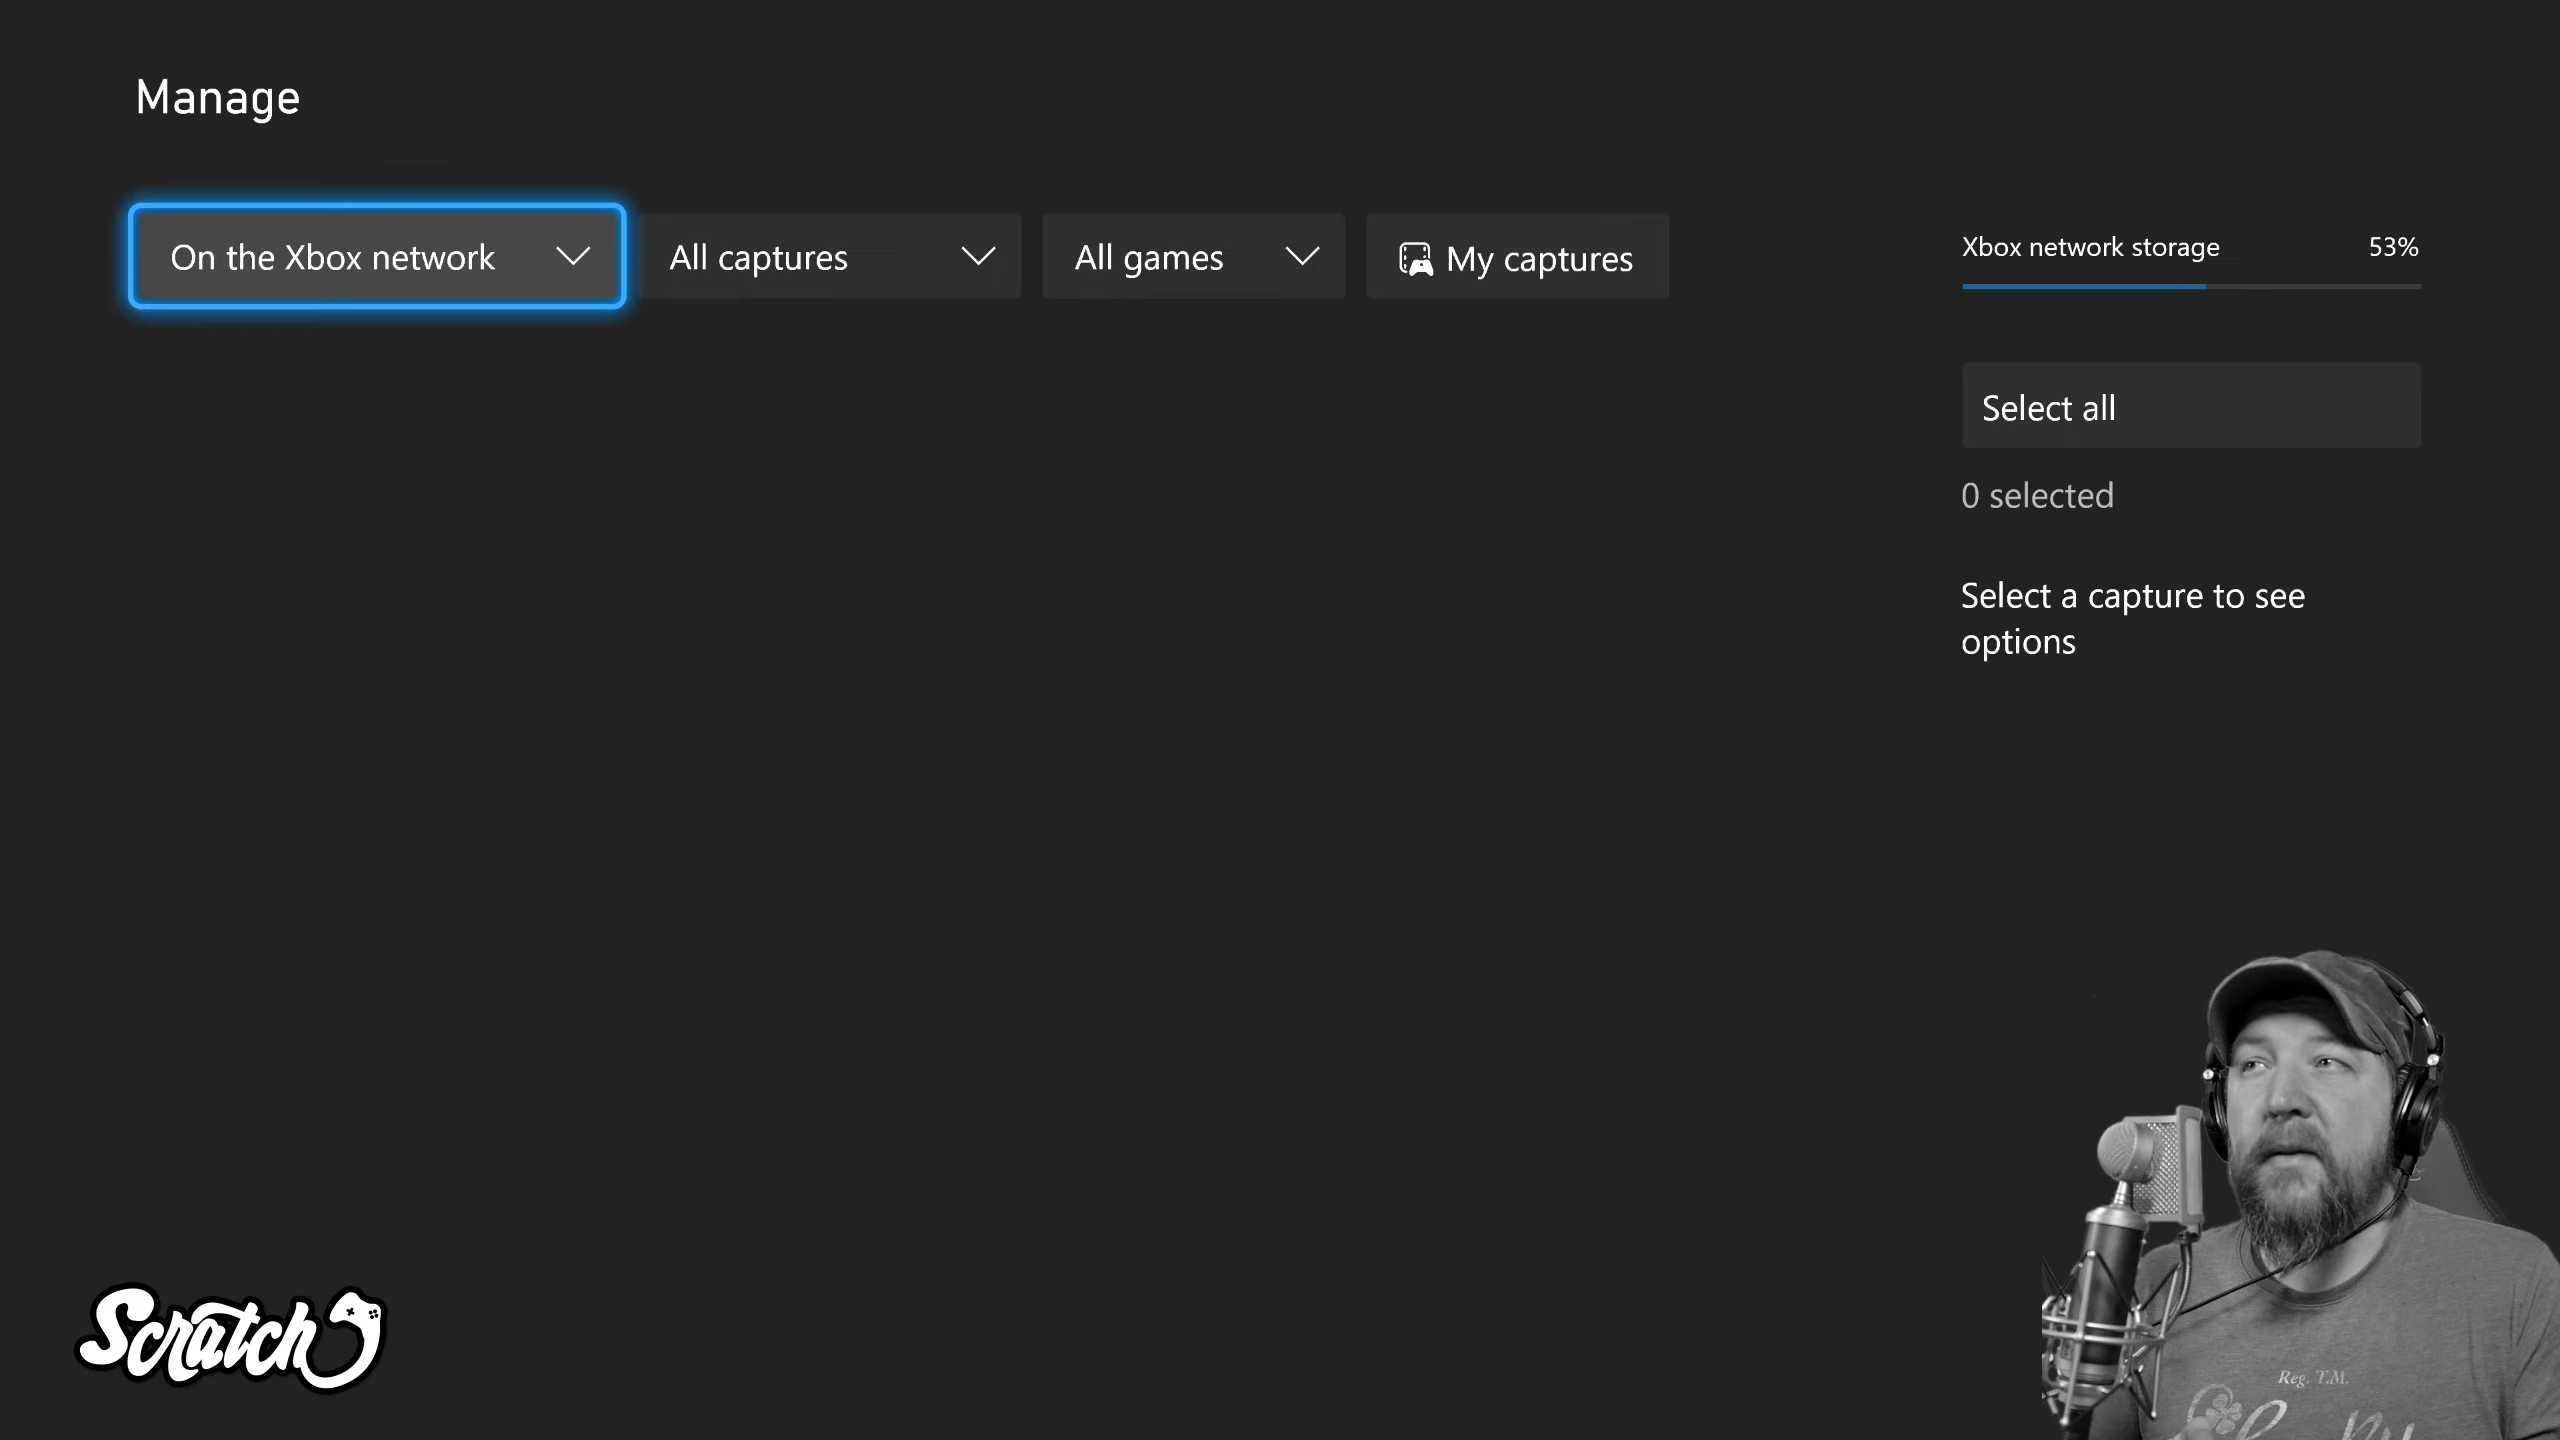 Manage
On the Xbox network
All captures
All games
My captures
Xbox network storage 53%
Select all
0 selected
Select a capture to see
options
Scratch
Reg. T.M.